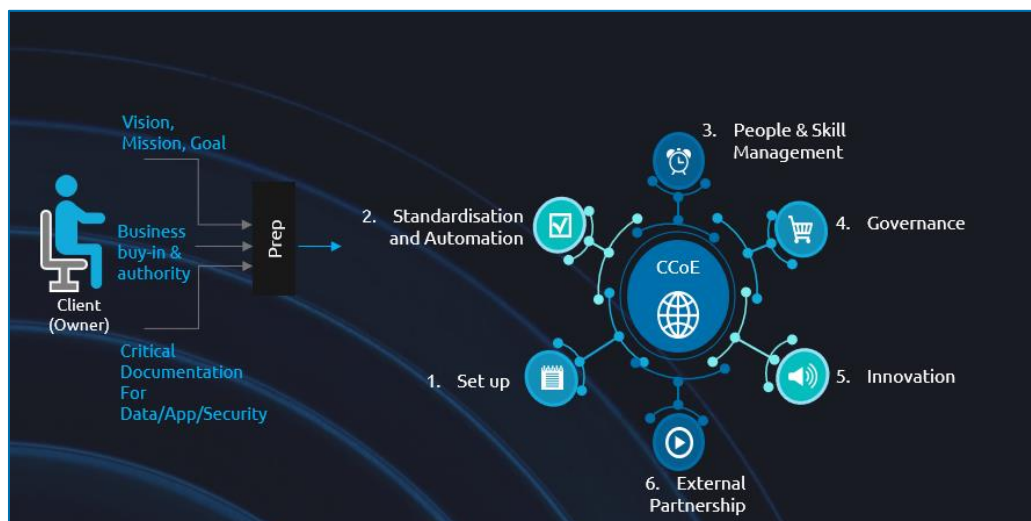 Vision,
Mission, Goal
Business
buy-in &
authority
Client
(Owner)
Critical
Documentation
For
Data/App/Security
Prep
1. Set up
2. Standardisation
and Automation
3. People & Skill
Management
4. Governance
5. Innovation
6. External
Partnership
CCoE